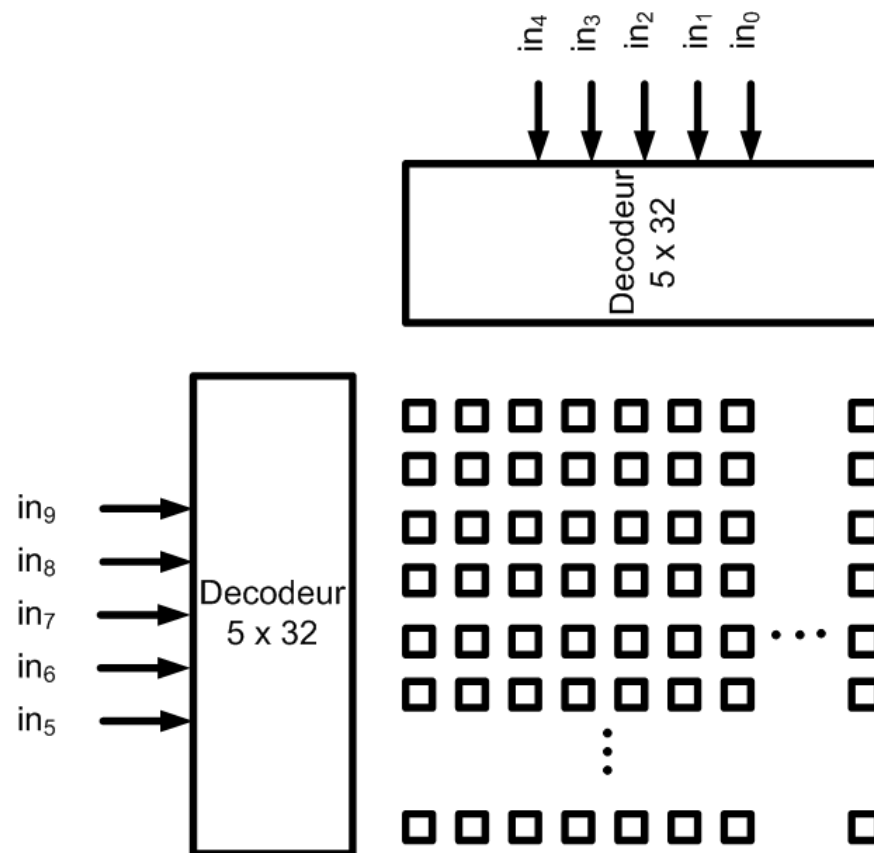 in₄ in₃ in₂ in₁ in₀
Decodeur
5 x 32
in₉
in₈
Decodeur
in₇
5 x 32
in₆
in₅